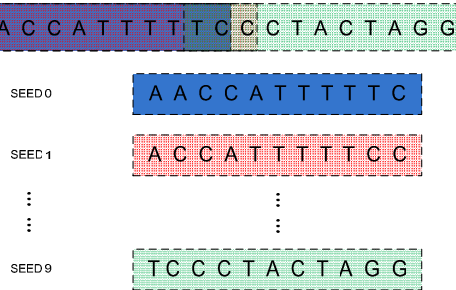 A C C A T T T T T C C C T A C T A G G
SEED 0 A A C C A T T T T T C
SEED 1 A C C A T T T T T C C
SEED 9 T C C C T A C T A G G